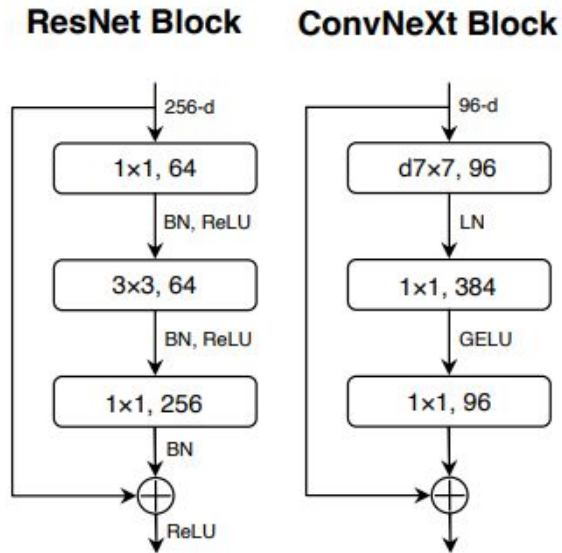 ResNet Block
256-d
1×1, 64
BN, ReLU
3×3, 64
BN, ReLU
1×1, 256
BN
ReLU
ConvNeXt Block
96-d
d7×7, 96
LN
1×1, 384
GELU
1×1, 96